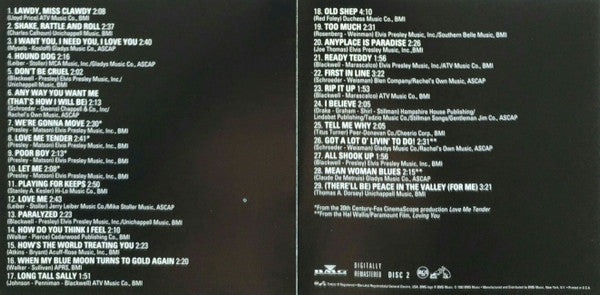 1. LAWDY, MISS CLAWDY 2:08
(Lloyd Price) ATV Music Co., BMI
2. SHAKE, RATTLE AND ROLL 2:37
(Charles Calhoun) Unichappell Music, BMI
3. I WANT YOU, I NEED YOU, I LOVE YOU 2:40
(Mysels - Kosloff) Gladys Music Co., ASCAP
4. HOUND DOG 2:16
(Leiber - Stoller) MCA Music, Inc./Gladys Music Co., ASCAP
5. DON'T BE CRUEL 2:02
(Blackwell - Presley) Elvis Presley Music, Inc./
Unichappell Music, BMI
6. ANY WAY YOU WANT ME
(THAT'S HOW I WILL BE) 2:13
(Schroeder - Owens) Chappell & Co., Inc./
Rachel's Own Music, ASCAP
7. WE'RE GONNA MOVE 2:30*
(Presley - Matson) Elvis Presley Music, Inc., BMI
8. LOVE ME TENDER 2:41*
(Presley - Matson) Elvis Presley Music, Inc., BMI
9. POOR BOY 2:13*
(Presley - Matson) Elvis Presley Music, Inc., BMI
10. LET ME 2:08*
(Presley - Matson) Elvis Presley Music, Inc., BMI
11. PLAYING FOR KEEPS 2:50
(Stanley A. Kesler) Hi-Lo Music Co., BMI
12. LOVE ME 2:43
(Leiber - Stoller) Jerry Leiber Music Co./Mike Stoller Music, ASCAP
13. PARALYZED 2:23
(Blackwell - Presley) Elvis Presley Music, Inc./Unichappell Music, BMI
14. HOW DO YOU THINK I FEEL 2:10
(Walker - Pierce) Cedarwood Publishing Co., BMI
15. HOW'S THE WORLD TREATING YOU 2:23
(Atkins - Bryant) Acuff-Rose Music, Inc., BMI
16. WHEN MY BLUE MOON TURNS TO GOLD AGAIN 2:20
(Walker - Sullivan) APRS, BMI
17. LONG TALL SALLY 1:51
(Johnson - Penniman - Blackwell) ATV Music Co., BMI
18. OLD SHEP 4:10
(Red Foley) Duchess Music Co., BMI
19. TOO MUCH 2:31
(Rosenberg - Weinman) Elvis Presley Music, Inc./Southern Belle Music, BMI
20. ANYPLACE IS PARADISE 2:26
(Joe Thomas) Elvis Presley Music, Inc., BMI
21. READY TEDDY 1:56
(Blackwell - Marascalco) Elvis Presley Music, Inc./ATV Music Co., BMI
22. FIRST IN LINE 3:22
(Schroeder - Weisman) Bien Company/Rachel's Own Music, ASCAP
23. RIP IT UP 1:53
(Blackwell - Marascalco) ATV Music Co., BMI
24. I BELIEVE 2:05
(Drake - Graham - Shirl - Stillman) Hampshire House Publishing/
Lindabet Publishing/Tadzio Music Co./Stillman Songs/Gentleman Jim Co., ASCAP
25. TELL ME WHY 2:05
(Titus Turner) Peer-Donovan Co./Cheerio Corp., BMI
26. GOT A LOT O' LIVIN' TO DO! 2:31**
(Schroeder - Weisman) Gladys Music Co./Rachel's Own Music, ASCAP
27. ALL SHOOK UP 1:56
(Blackwell - Presley) Elvis Presley Music, Inc./Unichappell Music, BMI
28. MEAN WOMAN BLUES 2:15**
(Claude De Metruis) Gladys Music Co., ASCAP
29. (THERE'LL BE) PEACE IN THE VALLEY (FOR ME) 3:21
(Thomas A. Dorsey) Unichappell Music, BMI
*From the 20th Century-Fox CinemaScope production Love Me Tender
**From the Hal Wallis/Paramount Film, Loving You
BMG
DIGITALLY
REMASTERED
DISC 2
RCA